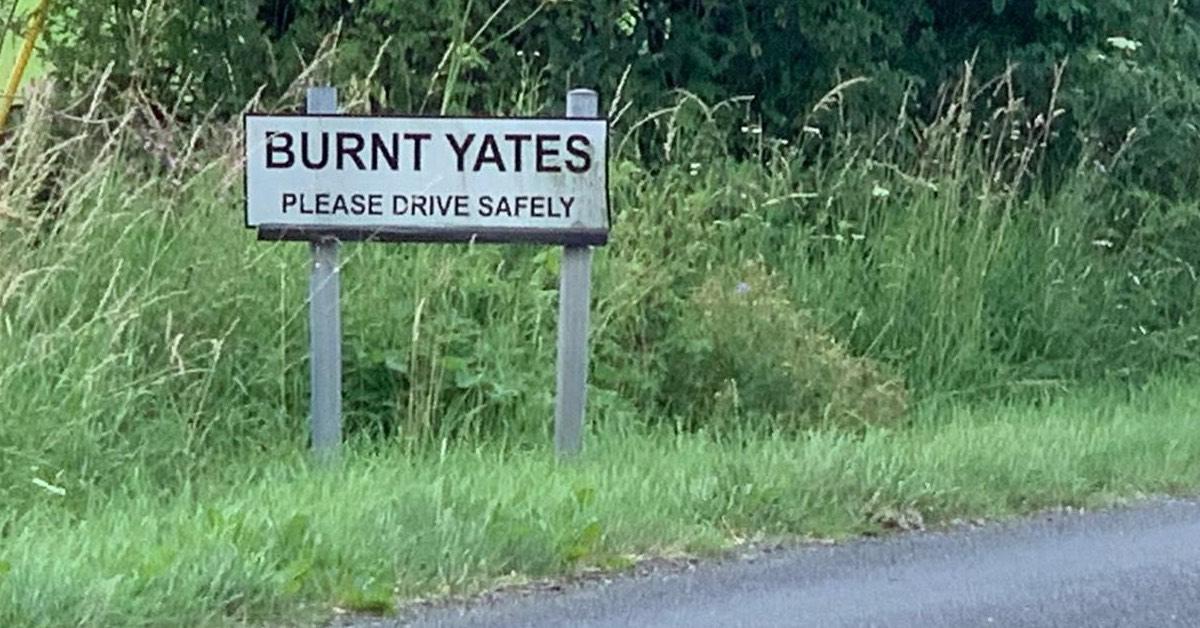 BURNT YATES
PLEASE DRIVE SAFELY